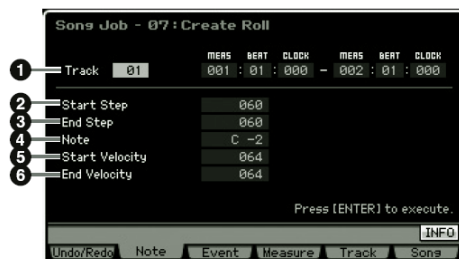 Song Job - 07:Create Roll
MEAS BEAT CLOCK MEAS BEAT CLOCK
1 Track 01 001 : 01 : 000 - 002 : 01 : 000
2 Start Step 060
3 End Step 060
4 Note C -2
5 Start Velocity 064
6 End Velocity 064
Press [ENTER] to execute.
INFO
Undo/Redo Note Event Measure Track Song